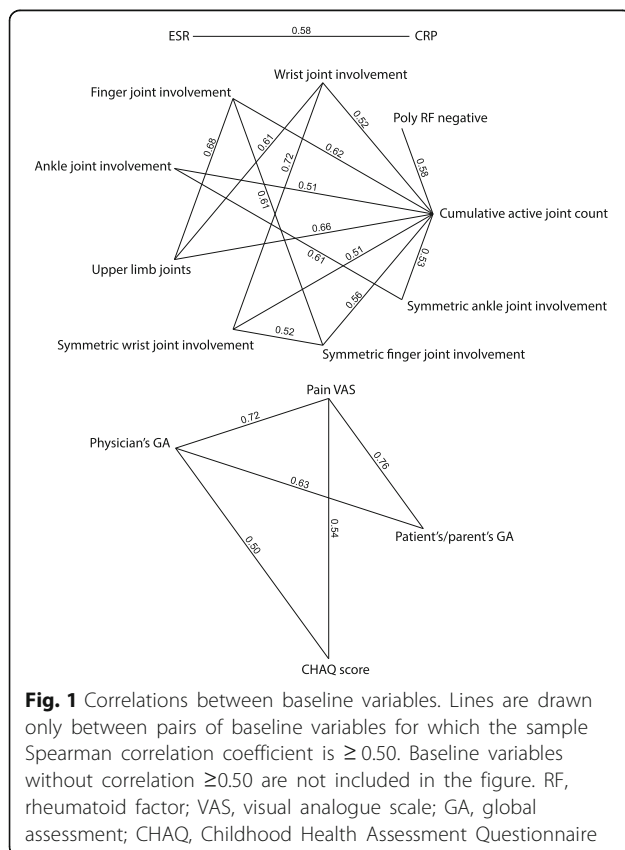 0.58
ESR CRP
Wrist joint involvement
Finger joint involvement
Poly RF negative
0.52
0.61
0.68
0.62
0.72
0.58
Ankle joint involvement
0.51
0.61
Cumulative active joint count
0.66
0.51
0.61
0.53
Upper limb joints
0.56
Symmetric ankle joint involvement
0.52
Symmetric wrist joint involvement
Symmetric finger joint involvement
Pain VAS
0.72
Physician's GA
0.76
0.63
0.54
Patient's/parent's GA
0.50
CHAQ score
Fig. 1 Correlations between baseline variables. Lines are drawn
only between pairs of baseline variables for which the sample
Spearman correlation coefficient is ≥ 0.50. Baseline variables
without correlation ≥0.50 are not included in the figure. RF,
rheumatoid factor; VAS, visual analogue scale; GA, global
assessment; CHAQ, Childhood Health Assessment Questionnaire